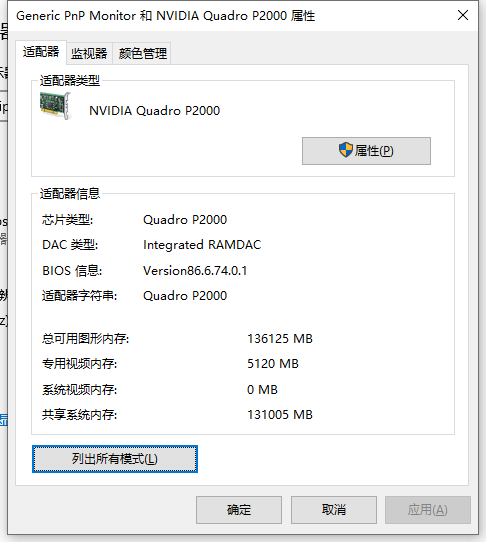 Generic PnP Monitor 和 NVIDIA Quadro P2000 属性
适配器 监视器 颜色管理
适配器类型
NVIDIA Quadro P2000
属性(P)
适配器信息
芯片类型: Quadro P2000
DAC 类型: Integrated RAMDAC
BIOS 信息: Version86.6.74.0.1
适配器字符串: Quadro P2000
总可用图形内存: 136125 MB
专用视频内存: 5120 MB
系统视频内存: 0 MB
共享系统内存: 131005 MB
列出所有模式(L)
确定 取消 应用(A)